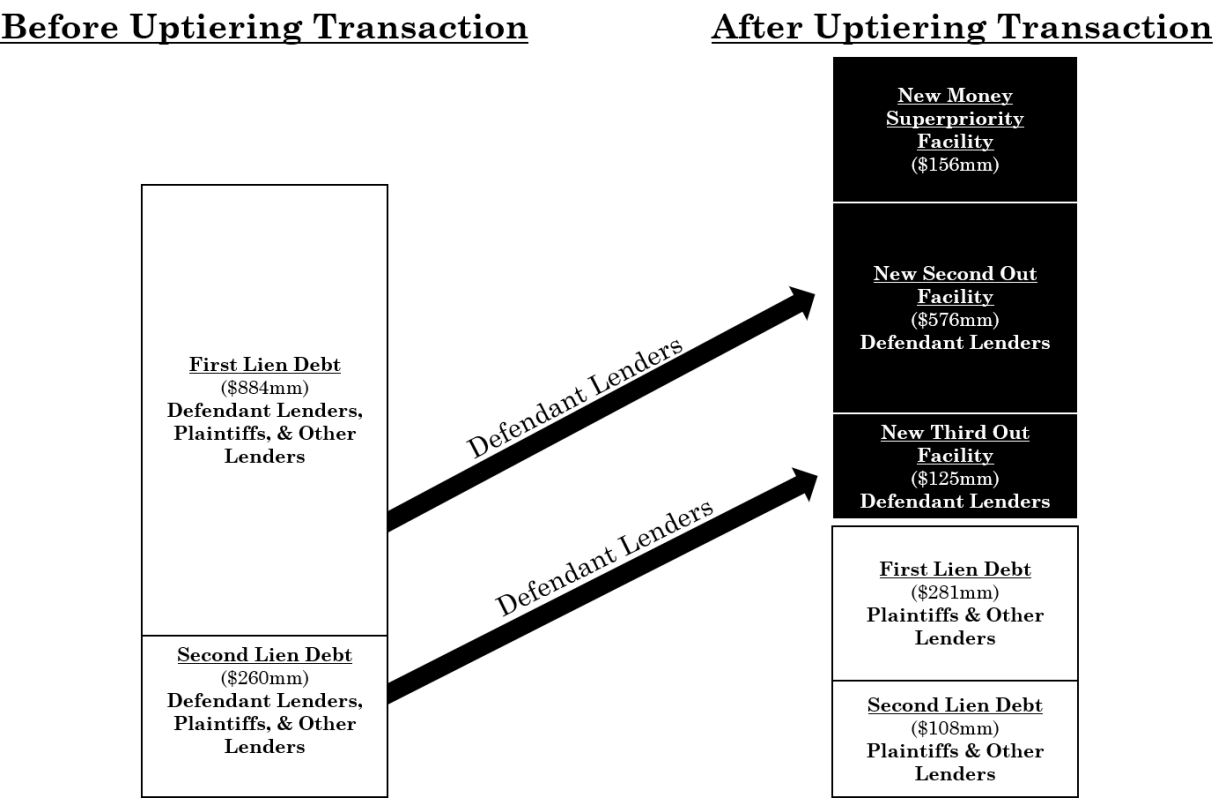 Before Uptiering Transaction
After Uptiering Transaction
First Lien Debt
($884mm)
Defendant Lenders,
Plaintiffs, & Other
Lenders
Second Lien Debt
($260mm)
Defendant Lenders,
Plaintiffs, & Other
Lenders
Defendant Lenders
Defendant Lenders
New Money
Superpriority
Facility
($156mm)
New Second Out
Facility
($576mm)
Defendant Lenders
New Third Out
Facility
($125mm)
Defendant Lenders
First Lien Debt
($281mm)
Plaintiffs & Other
Lenders
Second Lien Debt
($108mm)
Plaintiffs & Other
Lenders